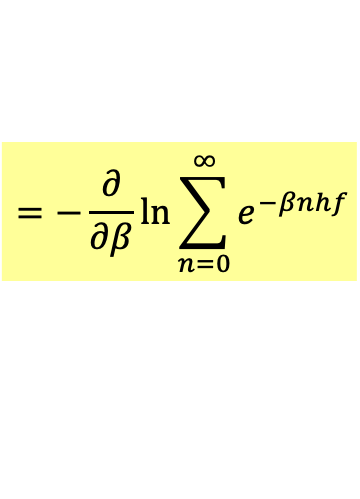 = − ∂/∂β ln ∑_{n=0}^{∞} e^{−βnhf}